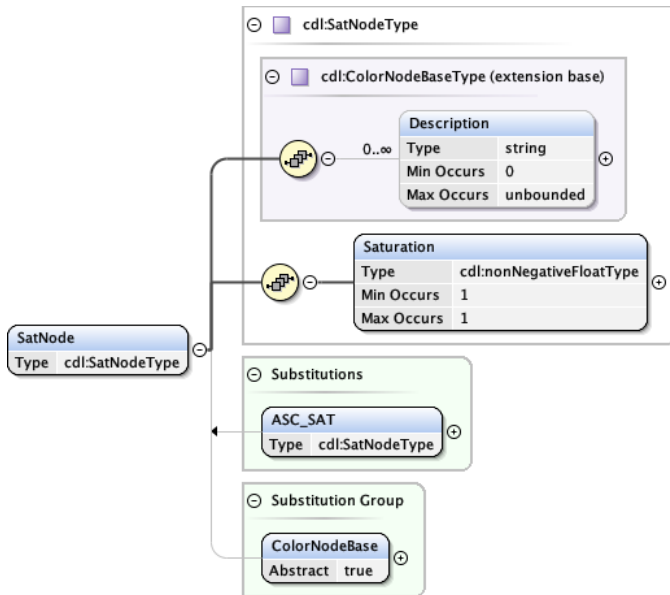 cdl:SatNodeType
cdl:ColorNodeBaseType (extension base)
Description
0..∞
Type string
Min Occurs 0
Max Occurs unbounded
Saturation
Type cdl:nonNegativeFloatType
Min Occurs 1
Max Occurs 1
SatNode
Type cdl:SatNodeType
Substitutions
ASC_SAT
Type cdl:SatNodeType
Substitution Group
ColorNodeBase
Abstract true